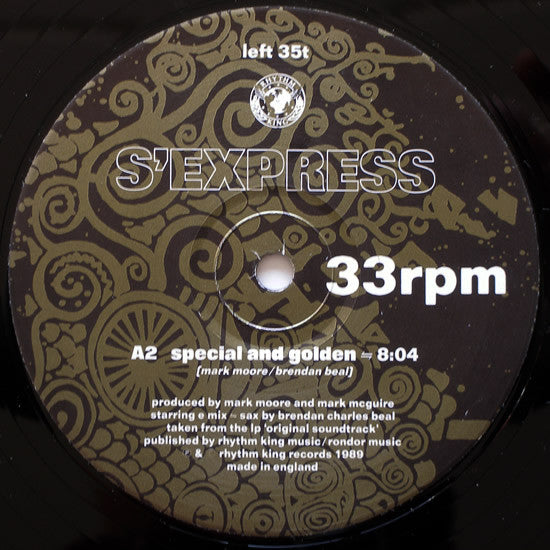 left 35t
RHYTHM
KING
S'EXPRESS
33rpm
A2 special and golden ≈ 8:04
[mark moore/brendan beal]
produced by mark moore and mark mcguire
starring e mix ~ sax by brendan charles beal
taken from the lp 'original soundtrack'
published by rhythm king music/rondor music
℗ & © rhythm king records 1989
made in england